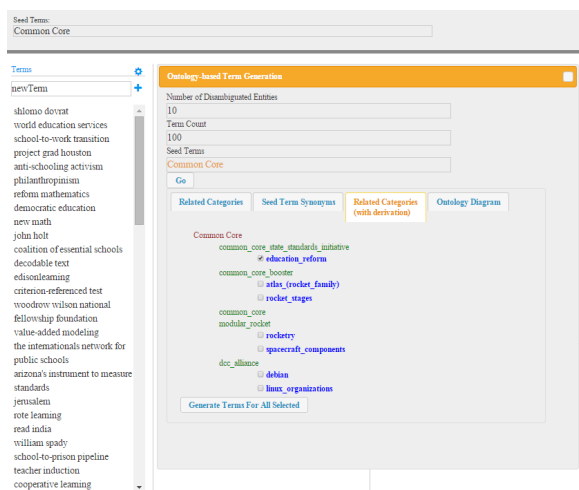 Seed Terms:
Common Core
Terms
newTerm
shlomo dovrat
world education services
school-to-work transition
project grad houston
anti-schooling activism
philanthropinism
reform mathematics
democratic education
new math
john holt
coalition of essential schools
decodable text
edisonlearning
criterion-referenced test
woodrow wilson national
fellowship foundation
value-added modeling
the internationals network for
public schools
arizona's instrument to measure
standards
jerusalem
rote learning
read india
william spady
school-to-prison pipeline
teacher induction
cooperative learning
Ontology-based Term Generation
Number of Disambiguated Entities
10
Term Count
100
Seed Terms
Common Core
Go
Related Categories
Seed Term Synonyms
Related Categories
(with derivation)
Ontology Diagram
Common Core
common_core_state_standards_initiative
education_reform
common_core_booster
atlas_(rocket_family)
rocket_stages
common_core
modular_rocket
rocketry
spacecraft_components
dcc_alliance
debian
linux_organizations
Generate Terms For All Selected